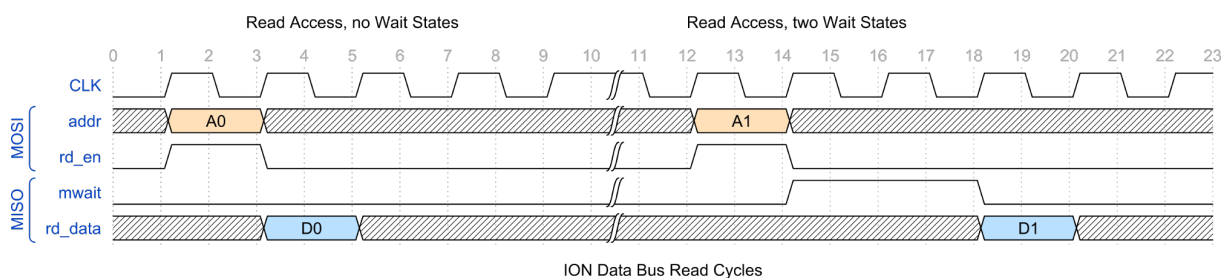 Read Access, no Wait States Read Access, two Wait States
0 1 2 3 4 5 6 7 8 9 10 11 12 13 14 15 16 17 18 19 20 21 22 23
CLK
MOSI
addr A0 A1
rd_en
MISO
mwait
rd_data D0 D1
ION Data Bus Read Cycles